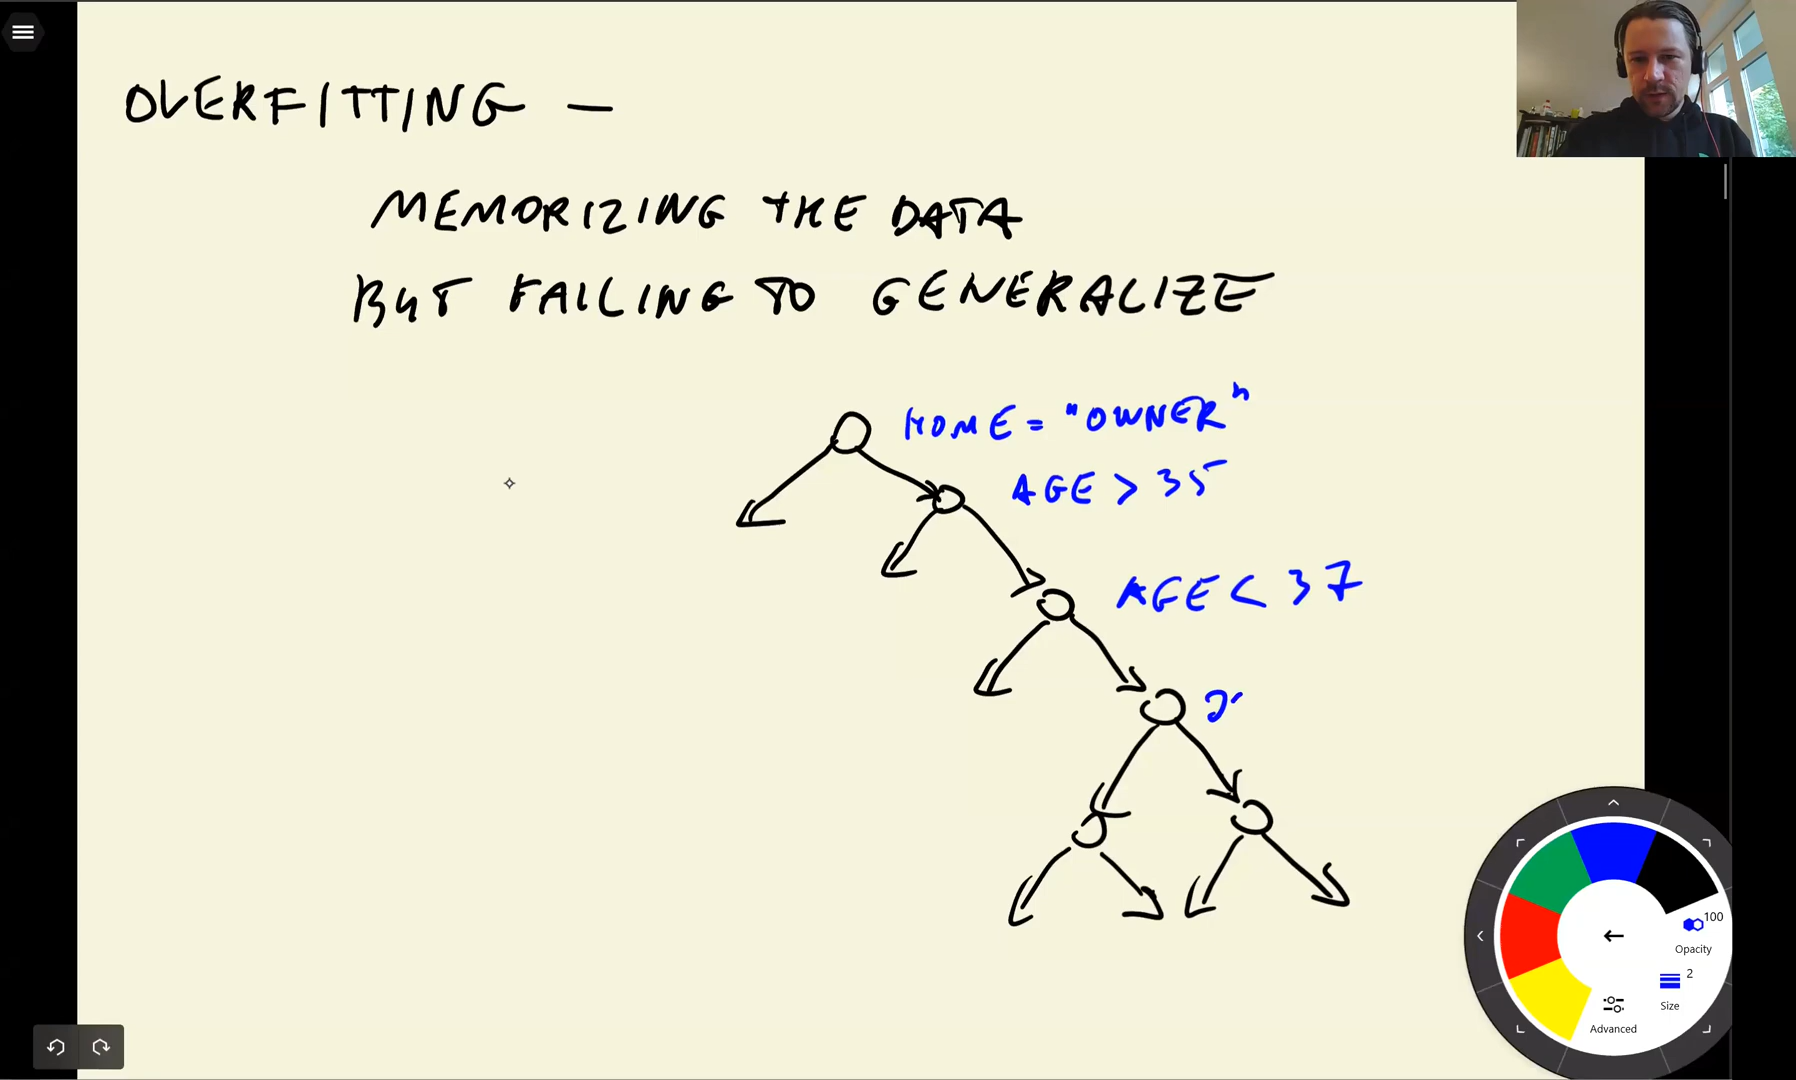 OVERFITTING —
MEMORIZING THE DATA
BUT FAILING TO GENERALIZE
HOME = "OWNER"
AGE > 35
AGE < 37
100
Opacity
2
Size
Advanced